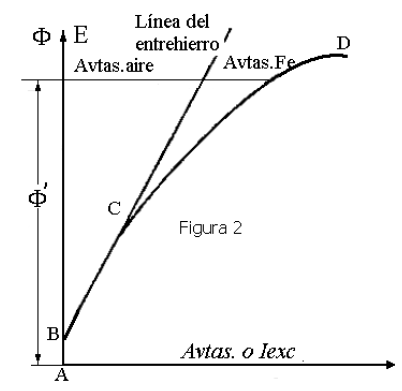 Línea del
entrehierro
Φ E
D
Avtas.aire
Avtas.Fe
Φ'
C
Figura 2
B
Avtas. o Iexc
A